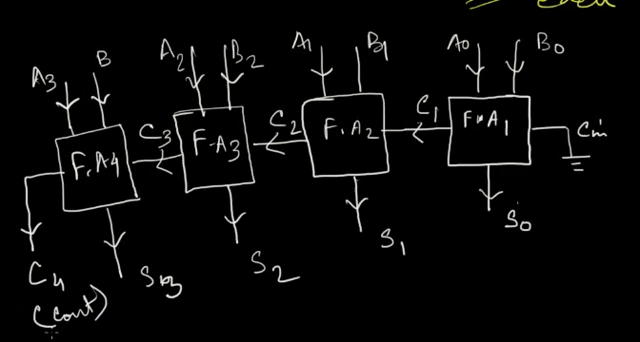 A3 B A2 B2 A1 B1 A0 B0
F.A4 C3 F.A3 C2 F.A2 C1 F.A1 Cin
C4 S3 S2 S1 S0
(Cout)